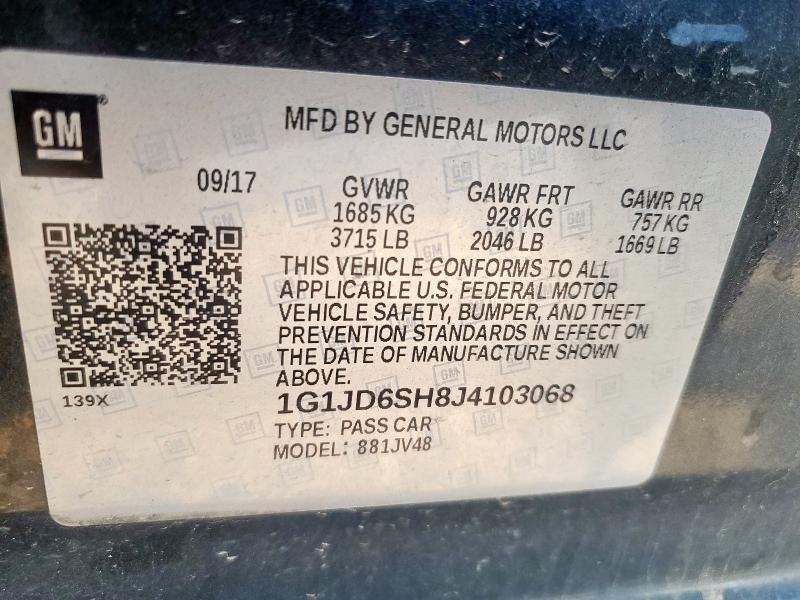 GM
MFD BY GENERAL MOTORS LLC
09/17
GVWR GAWR FRT GAWR RR
1685 KG 928 KG 757 KG
3715 LB 2046 LB 1669 LB
THIS VEHICLE CONFORMS TO ALL
APPLICABLE U.S. FEDERAL MOTOR
VEHICLE SAFETY, BUMPER, AND THEFT
PREVENTION STANDARDS IN EFFECT ON
THE DATE OF MANUFACTURE SHOWN
ABOVE.
139X
1G1JD6SH8J4103068
TYPE: PASS CAR
MODEL: 881JV48